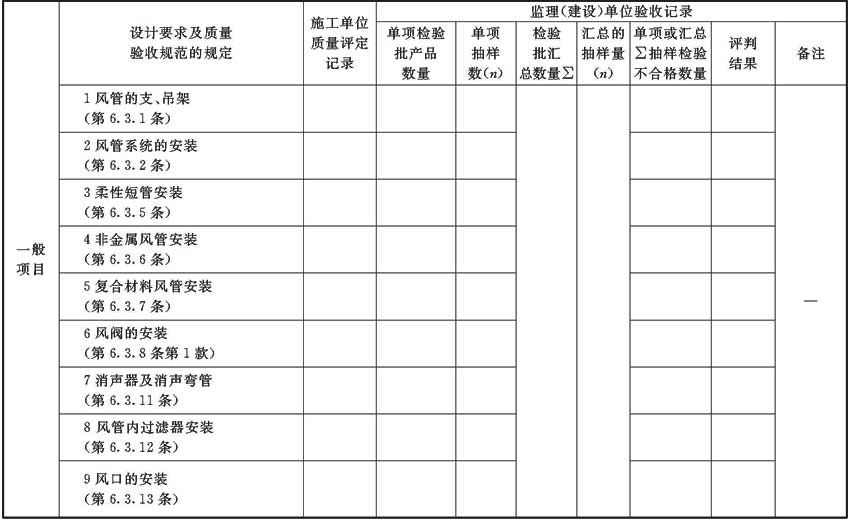 设计要求及质量
验收规范的规定
施工单位
质量评定
记录
监理(建设)单位验收记录
单项检验
批产品
数量
单项
抽样
数(n)
检验
批汇
总数量∑
汇总的
抽样量
(n)
单项或汇总
∑抽样检验
不合格数量
评判
结果
备注
一般
项目
1 风管的支、吊架
(第 6.3.1 条)
2 风管系统的安装
(第 6.3.2 条)
3 柔性短管安装
(第 6.3.5 条)
4 非金属风管安装
(第 6.3.6 条)
5 复合材料风管安装
(第 6.3.7 条)
6 风阀的安装
(第 6.3.8 条第 1 款)
7 消声器及消声弯管
(第 6.3.11 条)
8 风管内过滤器安装
(第 6.3.12 条)
9 风口的安装
(第 6.3.13 条)
—